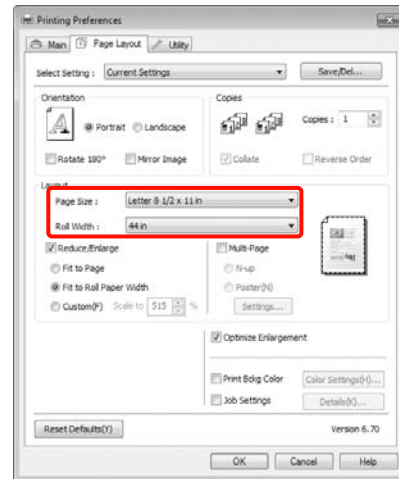 Printing Preferences
Main Page Layout Utility
Select Setting : Current Settings Save/Del...
Orientation Copies
Portrait Landscape Copies : 1
Rotate 180° Mirror Image Collate Reverse Order
Layout
Page Size : Letter 8 1/2 x 11 in
Roll Width : 44 in
Reduce/Enlarge Multi-Page
Fit to Page N-up
Fit to Roll Paper Width Poster(N)
Custom(F) Scale to 515 % Settings...
Optimize Enlargement
Print Bckg Color Color Settings(H)...
Job Settings Details(K)...
Reset Defaults(Y) Version 6.70
OK Cancel Help